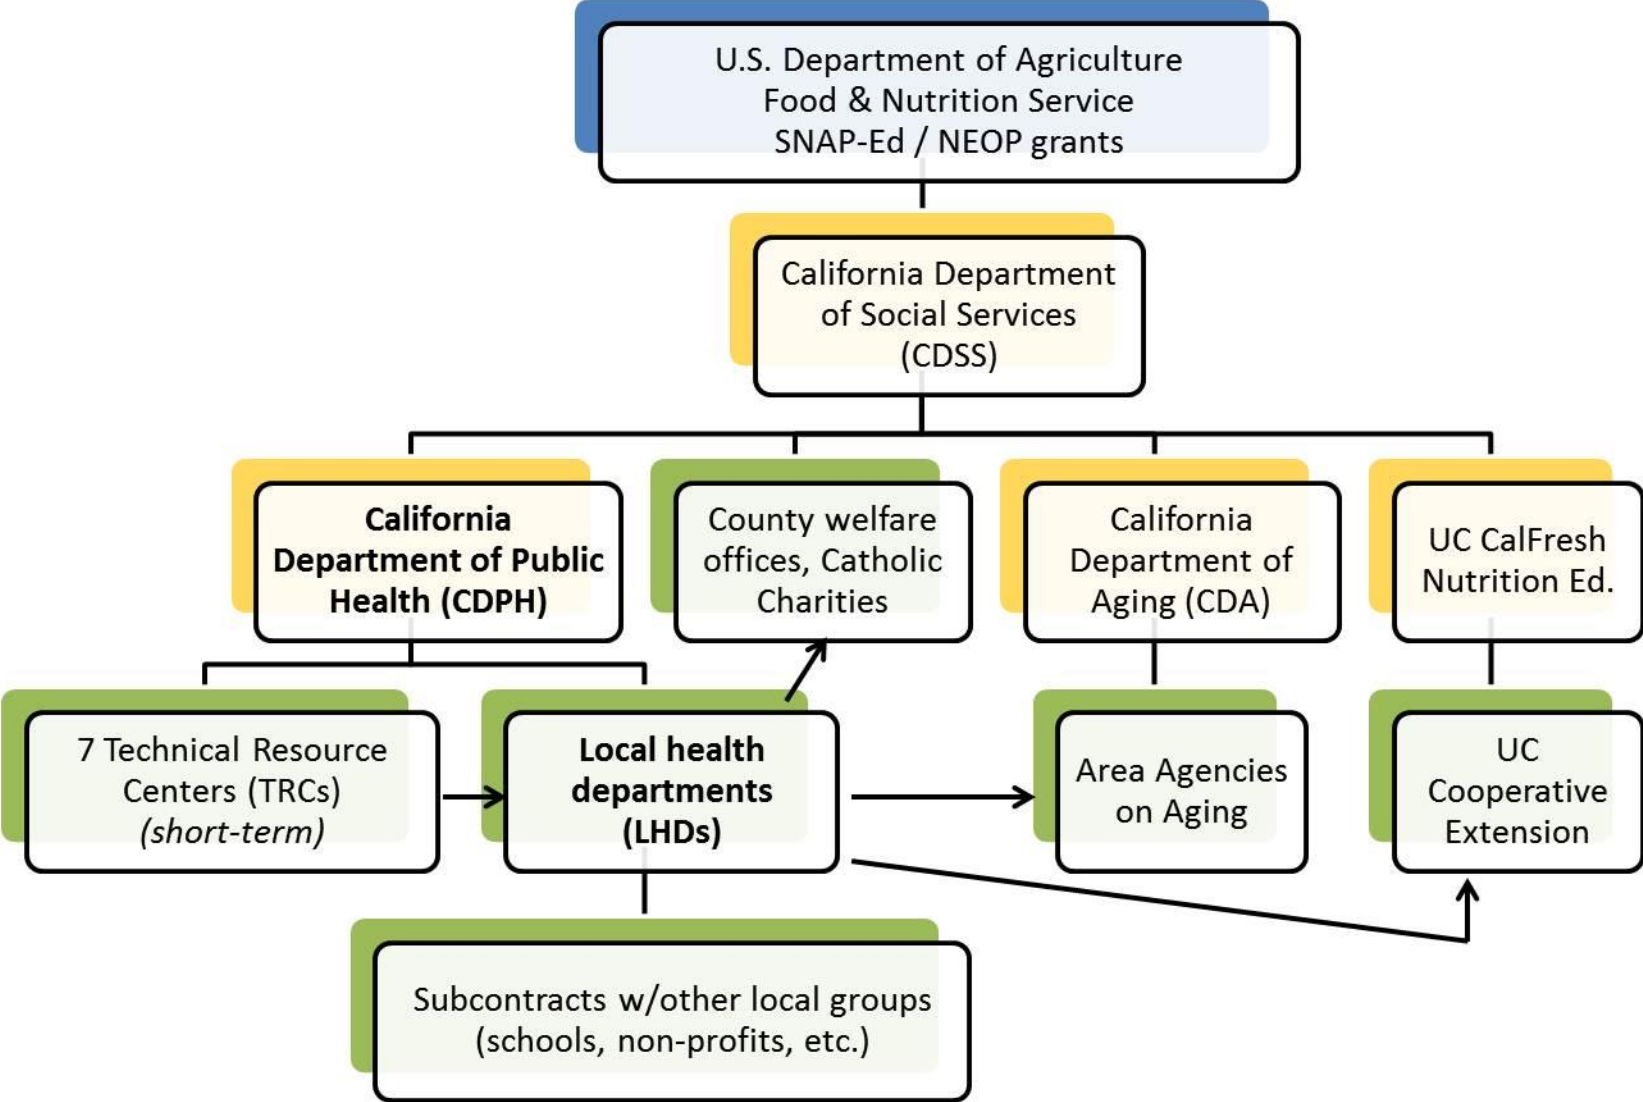 U.S. Department of Agriculture
Food & Nutrition Service
SNAP-Ed / NEOP grants
California Department
of Social Services
(CDSS)
California
Department of Public
Health (CDPH)
County welfare
offices, Catholic
Charities
California
Department of
Aging (CDA)
UC CalFresh
Nutrition Ed.
7 Technical Resource
Centers (TRCs)
(short-term)
Local health
departments
(LHDs)
Area Agencies
on Aging
UC
Cooperative
Extension
Subcontracts w/other local groups
(schools, non-profits, etc.)